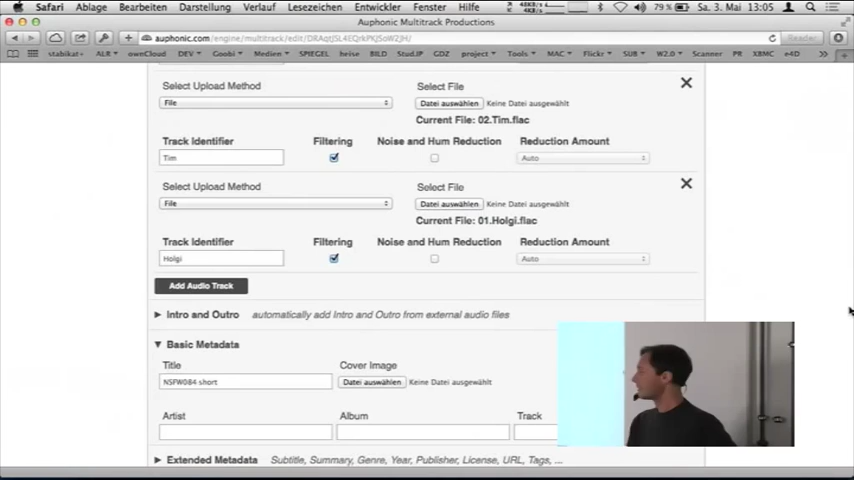 Safari Ablage Bearbeiten Darstellung Verlauf Lesezeichen Entwickler Fenster Hilfe 79 % Sa. 3. Mai 13:05
Auphonic Multitrack Productions
auphonic.com/engine/multitrack/edit/ Reader
stabikat ALR ownCloud DEV Goobi Medien SPIEGEL heise BILD StudJP GDZ project Tools MAC Flickr SUB W2.0 Scanner PR XBMC e4D
Select Upload Method Select File
File Datei auswählen Keine Datei ausgewählt
Current File: 02.Tim.flac
Track Identifier Filtering Noise and Hum Reduction Reduction Amount
Tim Auto
Select Upload Method Select File
File Datei auswählen Keine Datei ausgewählt
Current File: 01.Holgi.flac
Track Identifier Filtering Noise and Hum Reduction Reduction Amount
Holgi Auto
Add Audio Track
Intro and Outro automatically add Intro and Outro from external audio files
Basic Metadata
Title Cover Image
NSFW084 short Datei auswählen Keine Datei ausgewählt
Artist Album Track
Extended Metadata Subtitle, Summary, Genre, Year, Publisher, License, URL, Tags, ...